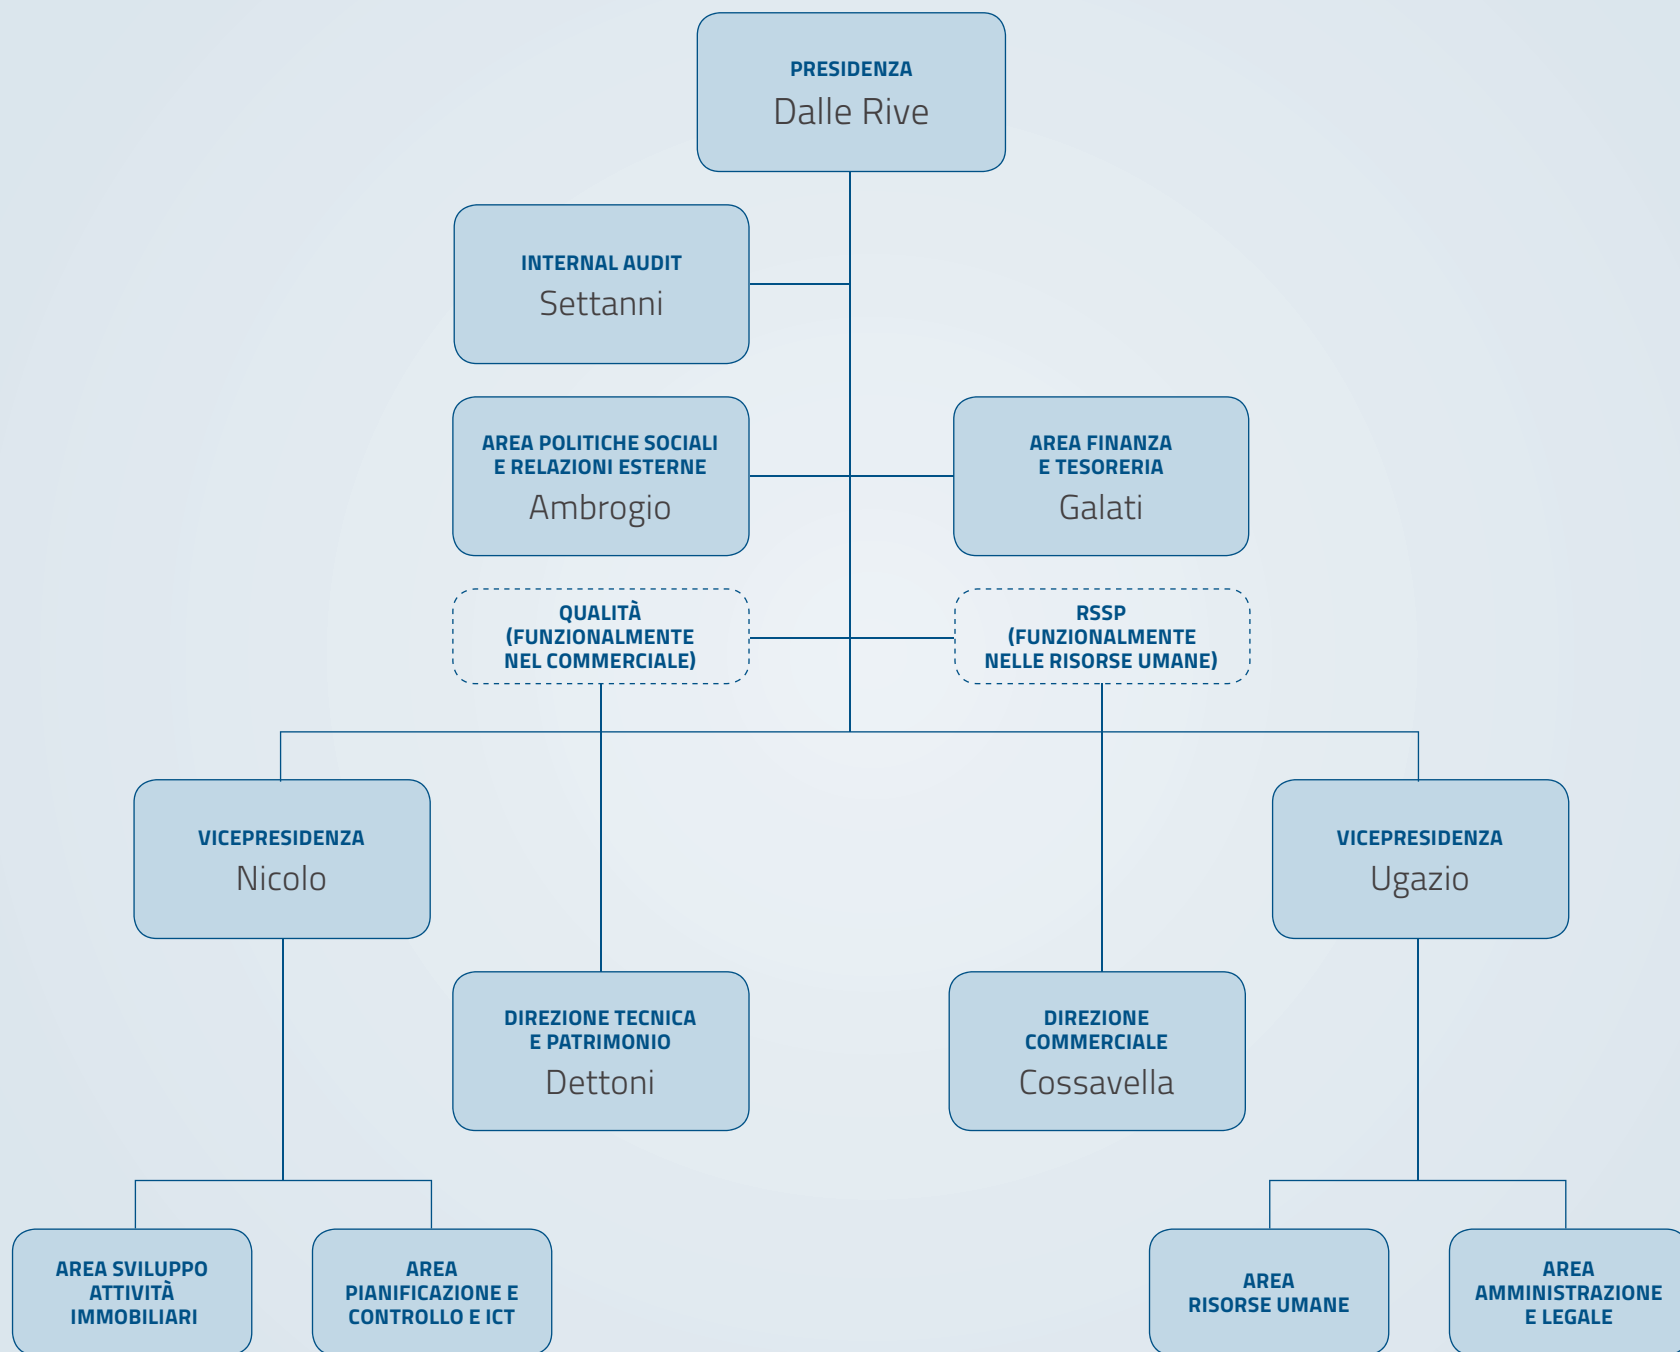 PRESIDENZA
Dalle Rive
INTERNAL AUDIT
Settanni
AREA POLITICHE SOCIALI
E RELAZIONI ESTERNE
Ambrogio
AREA FINANZA
E TESORERIA
Galati
QUALITÀ
(FUNZIONALMENTE
NEL COMMERCIALE)
RSSP
(FUNZIONALMENTE
NELLE RISORSE UMANE)
VICEPRESIDENZA
Nicolo
VICEPRESIDENZA
Ugazio
DIREZIONE TECNICA
E PATRIMONIO
Dettoni
DIREZIONE
COMMERCIALE
Cossavella
AREA SVILUPPO
ATTIVITÀ
IMMOBILIARI
AREA
PIANIFICAZIONE E
CONTROLLO E ICT
AREA
RISORSE UMANE
AREA
AMMINISTRAZIONE
E LEGALE